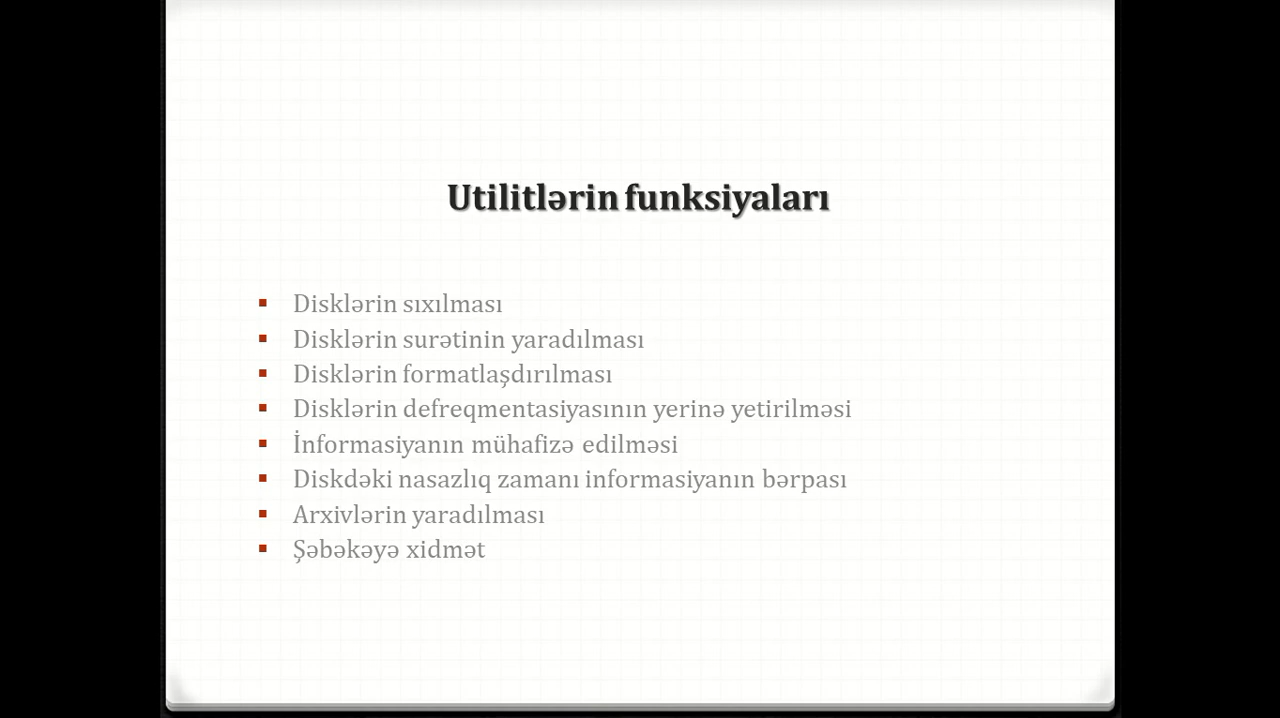 Utilitlərin funksiyaları
▪ Disklərin sıxılması
▪ Disklərin surətinin yaradılması
▪ Disklərin formatlaşdırılması
▪ Disklərin defreqmentasiyasının yerinə yetirilməsi
▪ İnformasiyanın mühafizə edilməsi
▪ Diskdəki nasazlıq zamanı informasiyanın bərpası
▪ Arxivlərin yaradılması
▪ Şəbəkəyə xidmət